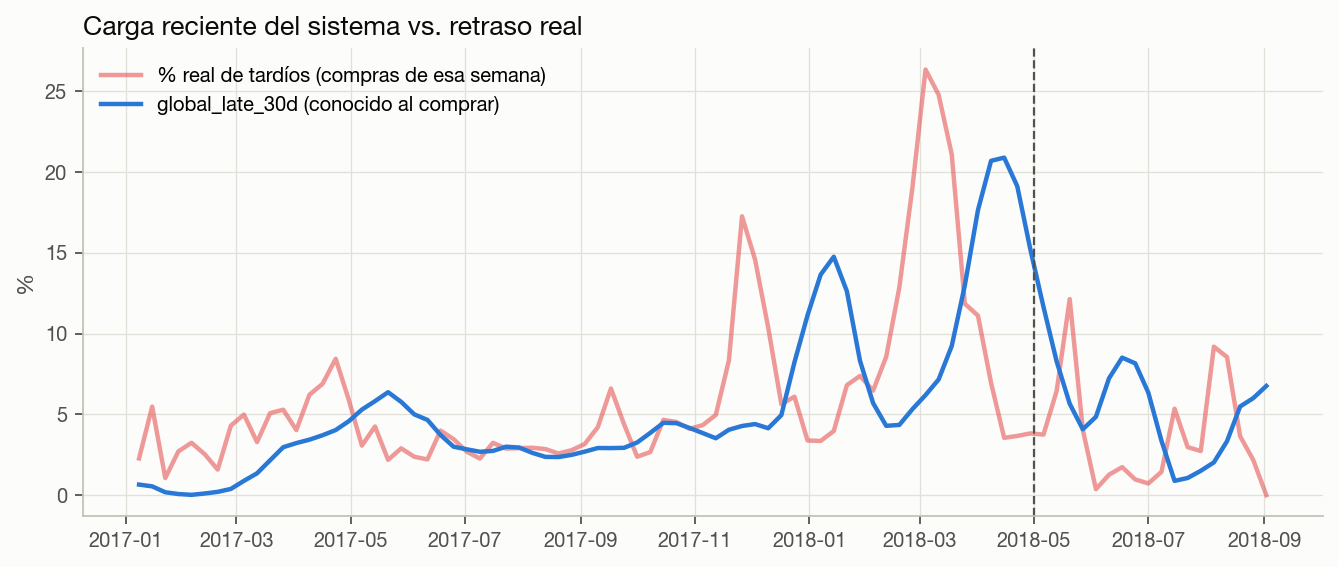 Carga reciente del sistema vs. retraso real
% real de tardíos (compras de esa semana)
global_late_30d (conocido al comprar)
%
25
20
15
10
5
0
2017-01 2017-03 2017-05 2017-07 2017-09 2017-11 2018-01 2018-03 2018-05 2018-07 2018-09